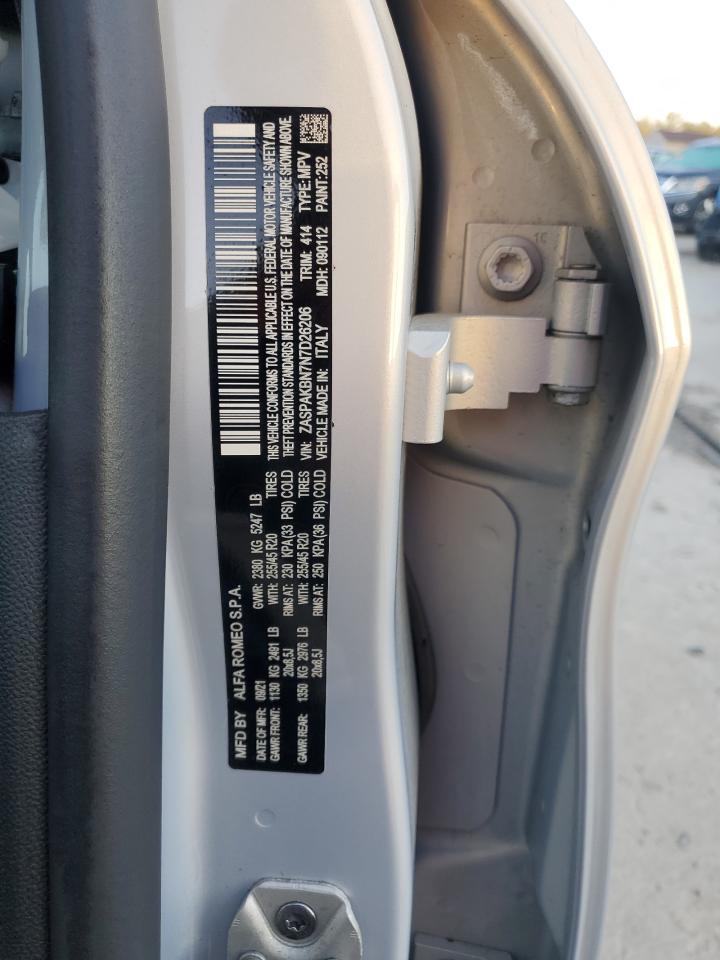 MFD BY ALFA ROMEO S.P.A.
DATE OF MFR: 09/21 GVWR: 2380 KG 5247 LB
GAWR FRONT: 1130 KG 2491 LB WITH: 255/45 R20 TIRES
20x8,5J RIMS AT: 230 KPA(33 PSI) COLD
GAWR REAR: 1350 KG 2976 LB WITH: 255/45 R20 TIRES
20x8,5J RIMS AT: 250 KPA(36 PSI) COLD
THIS VEHICLE CONFORMS TO ALL APPLICABLE U.S. FEDERAL MOTOR VEHICLE SAFETY AND
THEFT PREVENTION STANDARDS IN EFFECT ON THE DATE OF MANUFACTURE SHOWN ABOVE.
VIN: ZASPAKBN7N7D26206 TRIM: 414 TYPE: MPV
VEHICLE MADE IN: ITALY MDH: 090112 PAINT: 252